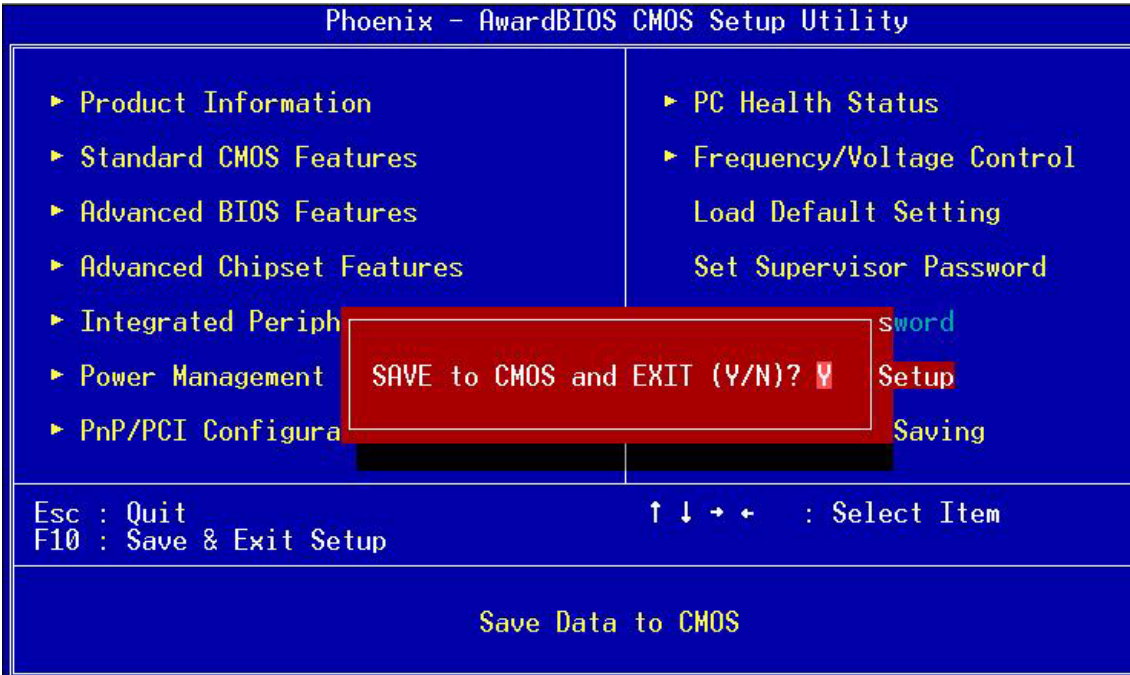 Phoenix - AwardBIOS CMOS Setup Utility
► Product Information
► Standard CMOS Features
► Advanced BIOS Features
► Advanced Chipset Features
► Integrated Periph
► Power Management
► PnP/PCI Configura
► PC Health Status
► Frequency/Voltage Control
Load Default Setting
Set Supervisor Password
sword
Setup
Saving
SAVE to CMOS and EXIT (Y/N)? Y
Esc : Quit
F10 : Save & Exit Setup
↑ ↓ → ← : Select Item
Save Data to CMOS